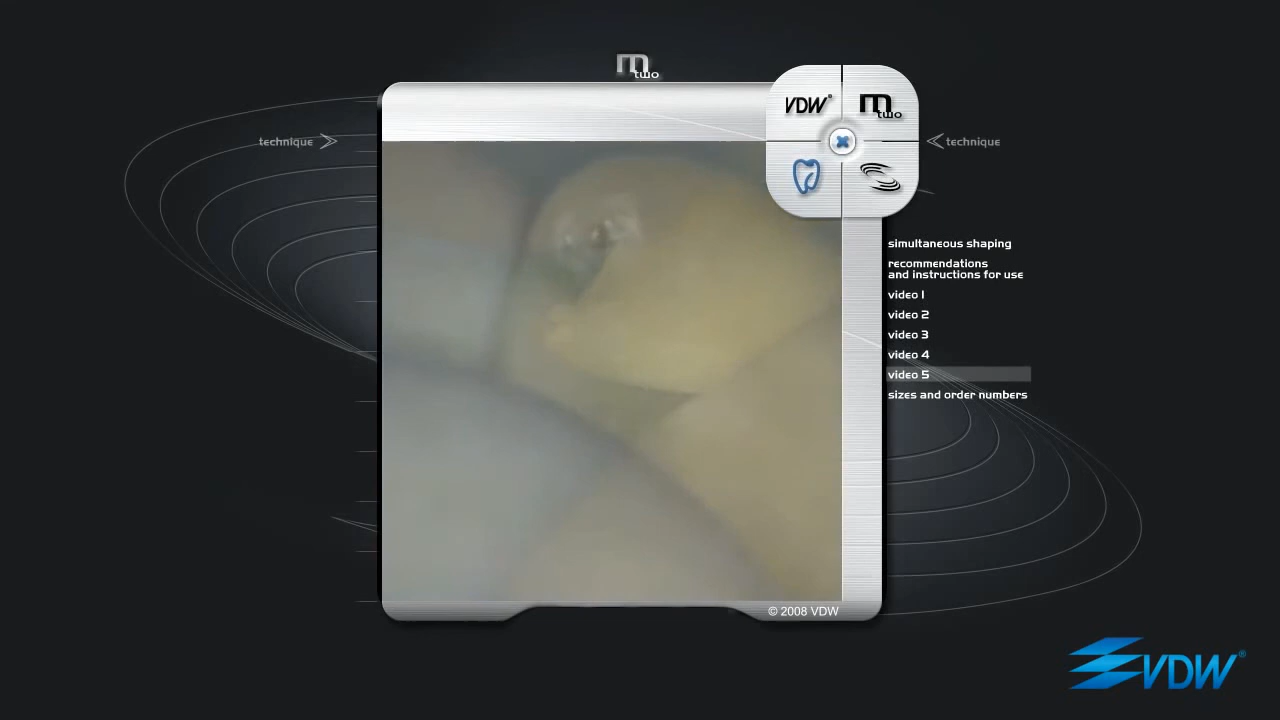 m
two
VDW®
m
two
technique
technique
simultaneous shaping
recommendations
and instructions for use
video 1
video 2
video 3
video 4
video 5
sizes and order numbers
© 2008 VDW
VDW®